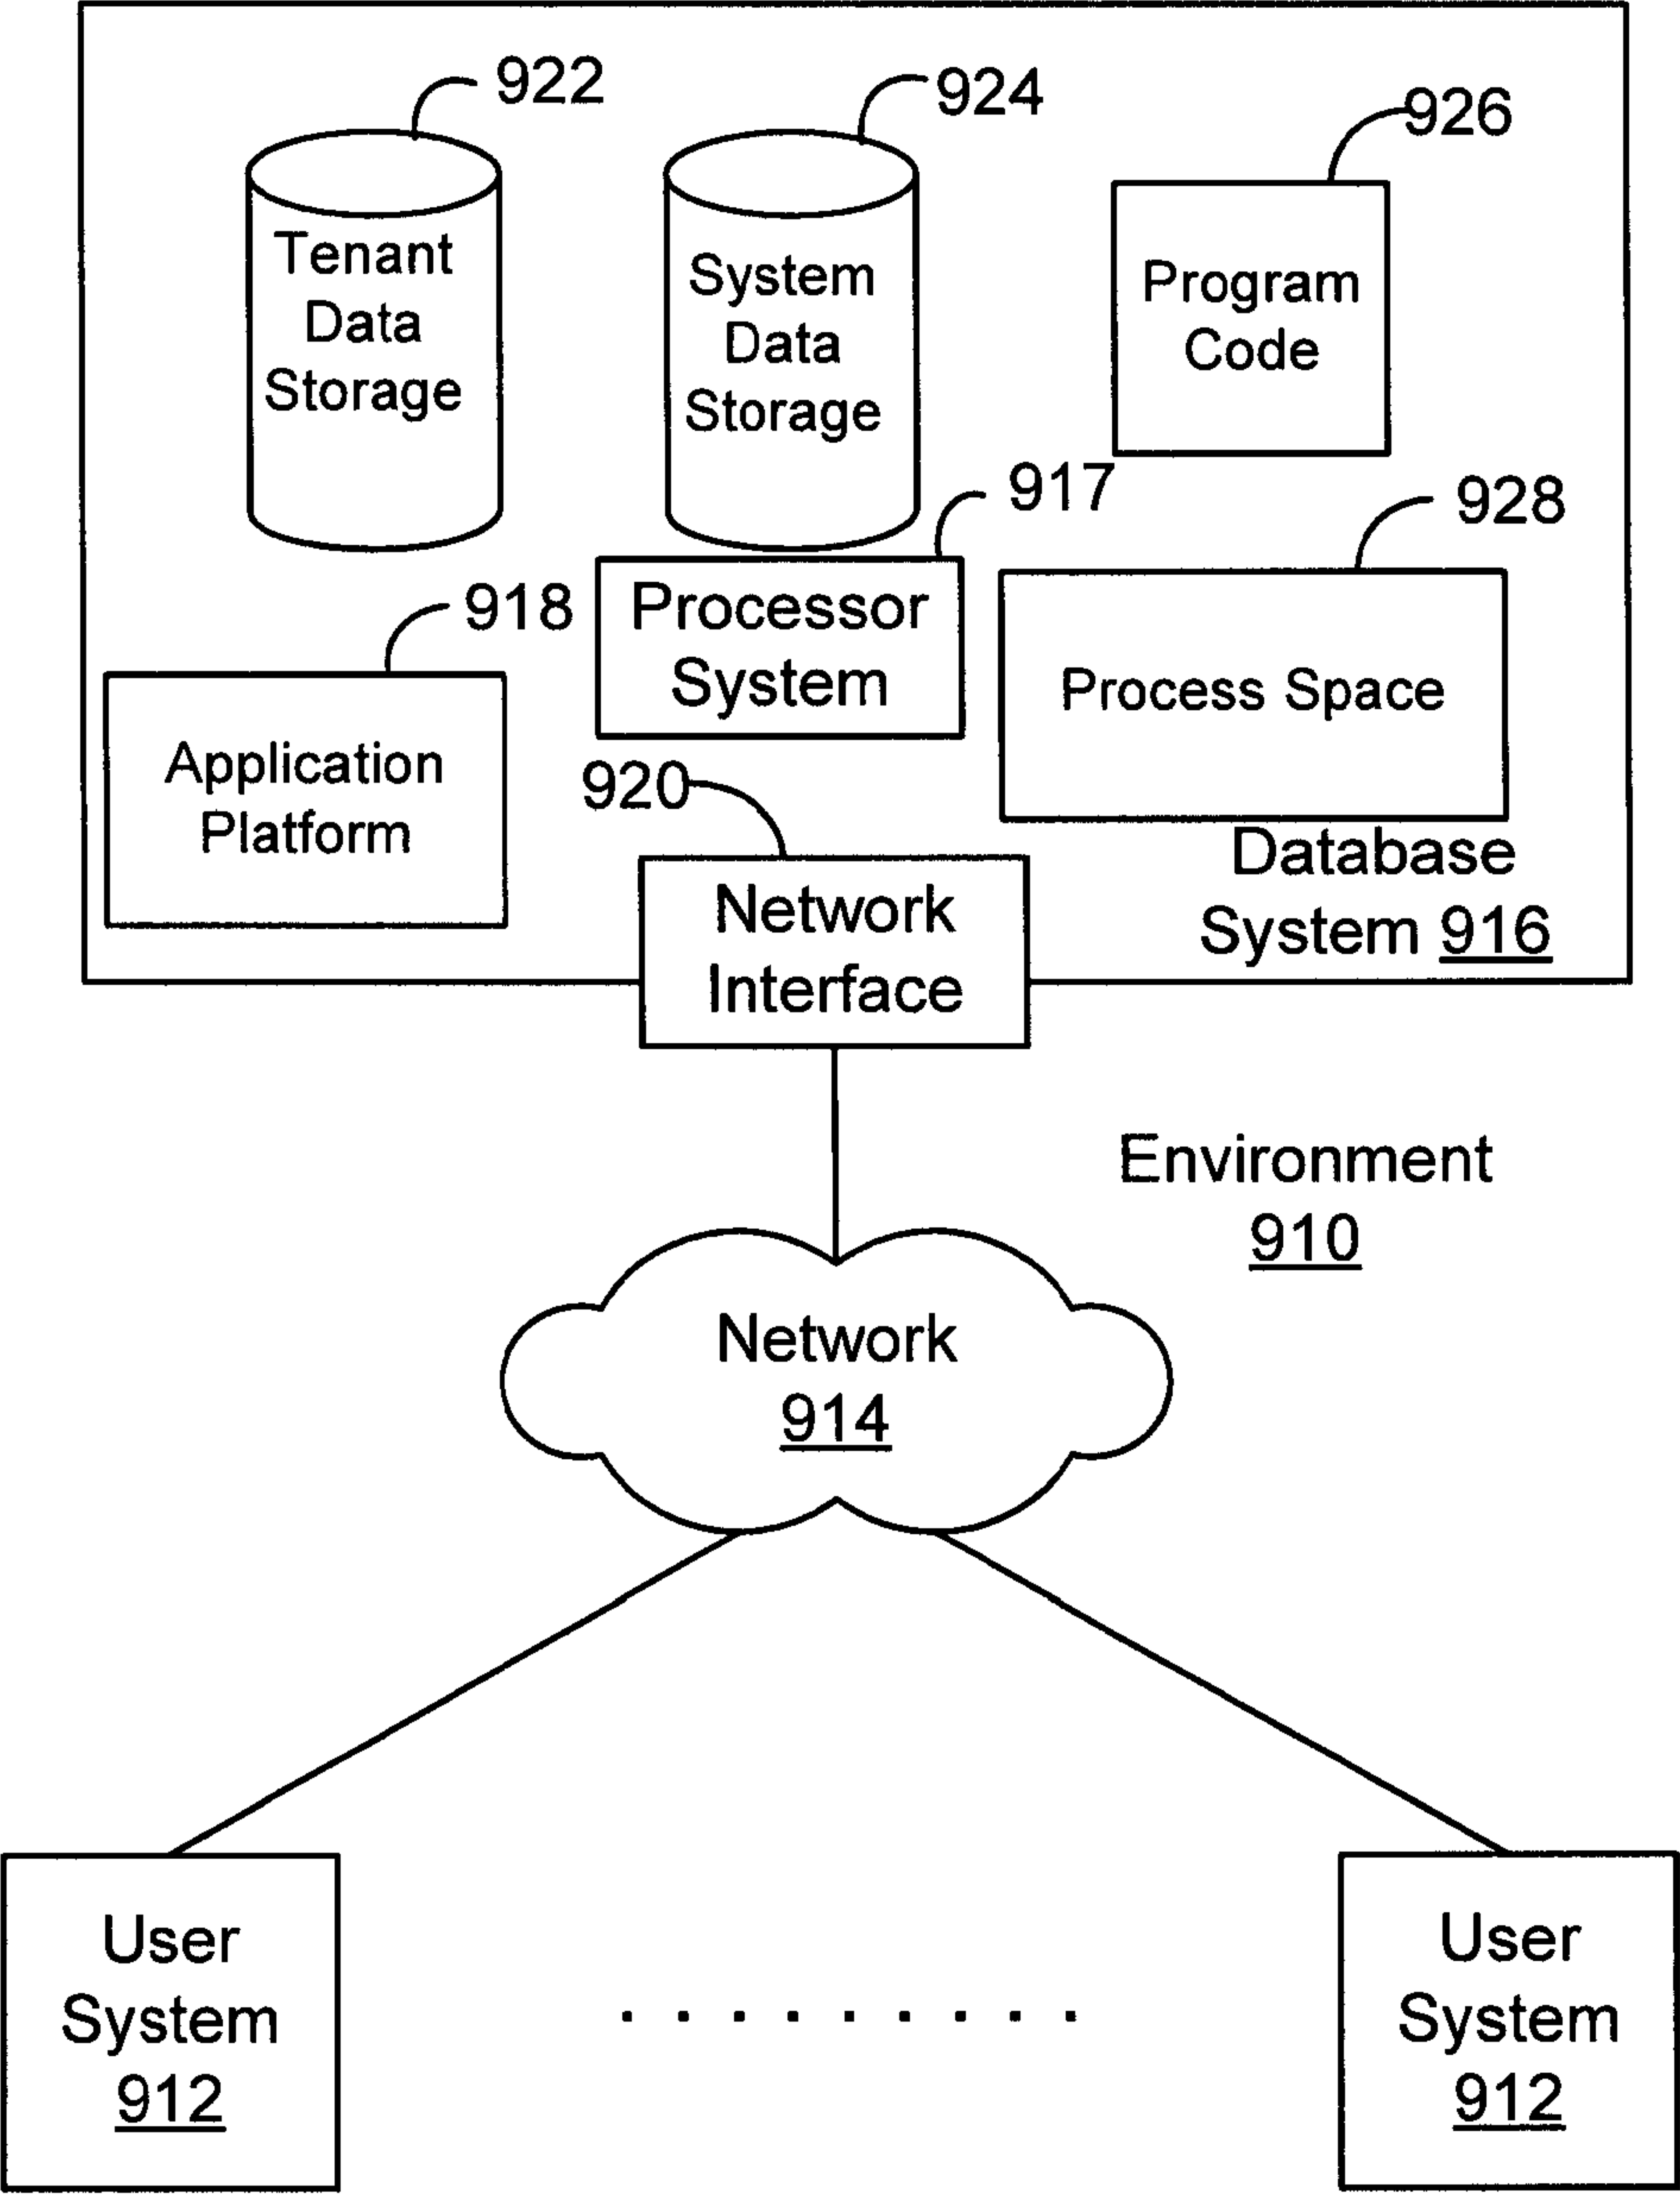 922
924
926
Tenant
Data
Storage
System
Data
Storage
Program
Code
917
928
918
Processor
System
Process Space
Application
Platform
920
Database
System 916
Network
Interface
Environment
910
Network
914
User
System
912
User
System
912